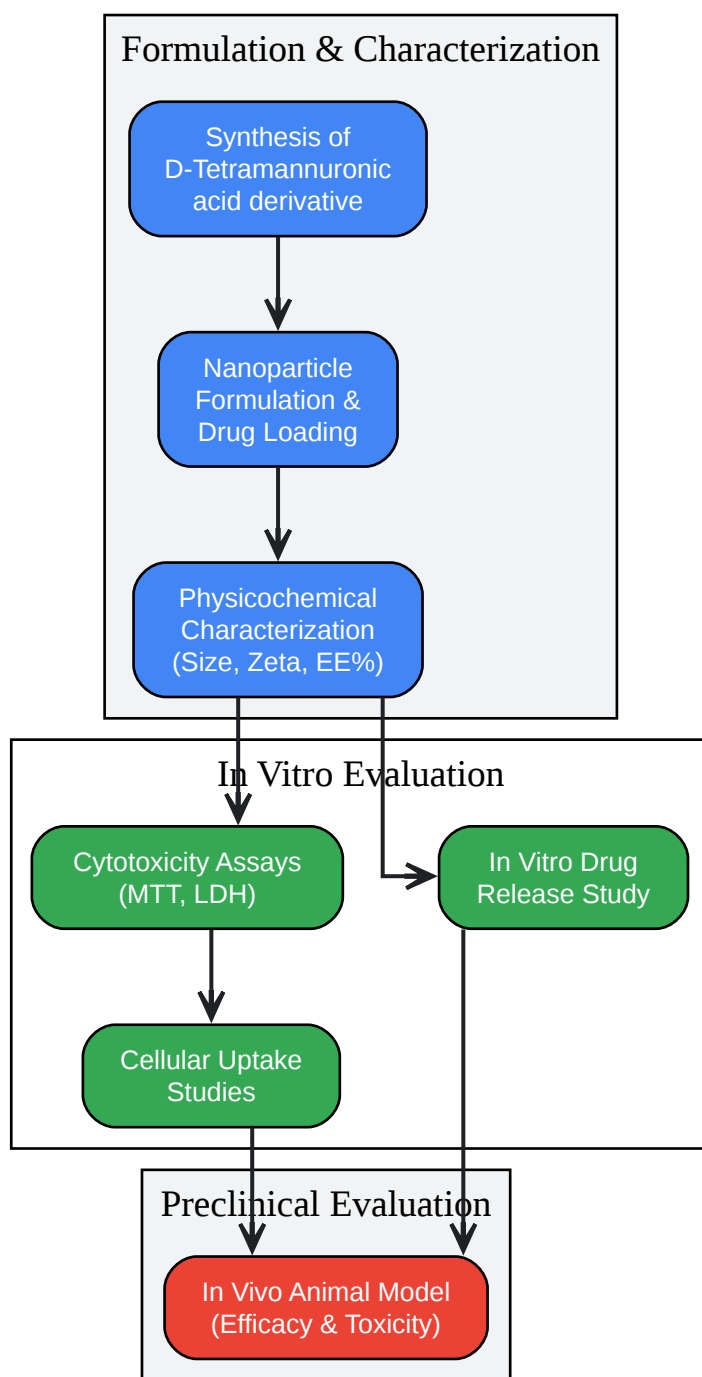 Formulation & Characterization
Synthesis of
D-Tetramannuronic
acid derivative
Nanoparticle
Formulation &
Drug Loading
Physicochemical
Characterization
(Size, Zeta, EE%)
In Vitro Evaluation
Cytotoxicity Assays
(MTT, LDH)
In Vitro Drug
Release Study
Cellular Uptake
Studies
Preclinical Evaluation
In Vivo Animal Model
(Efficacy & Toxicity)